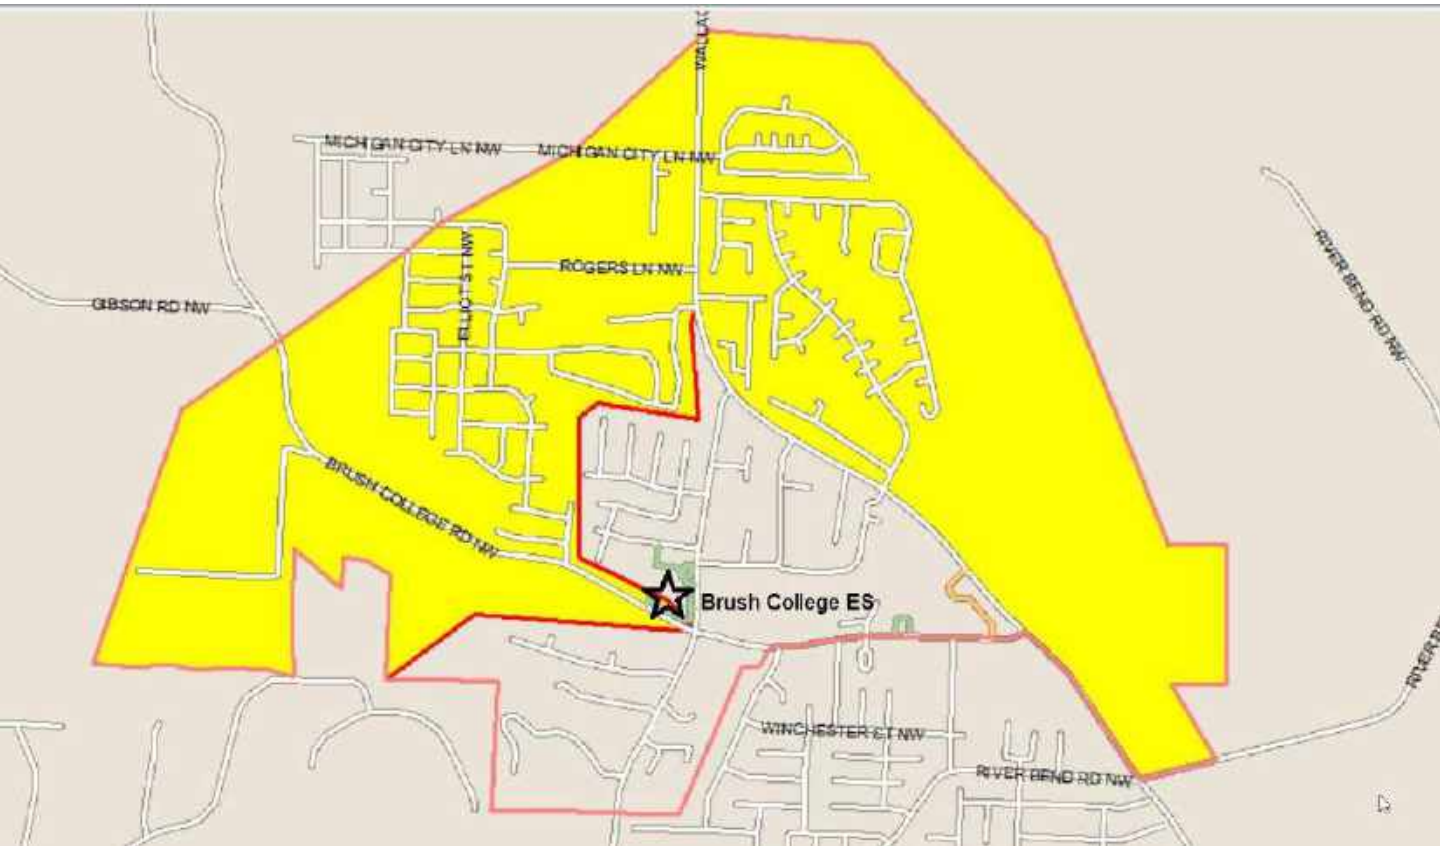 WALLAC
MICHIGAN CITY LN NW
MICHIGAN CITY LN NW
ELLIOT ST NW
ROGERS LN NW
GIBSON RD NW
RIVER BEND RD NW
BRUSH COLLEGE RD NW
Brush College ES
WINCHESTER CT NW
RIVER BEND RD NW